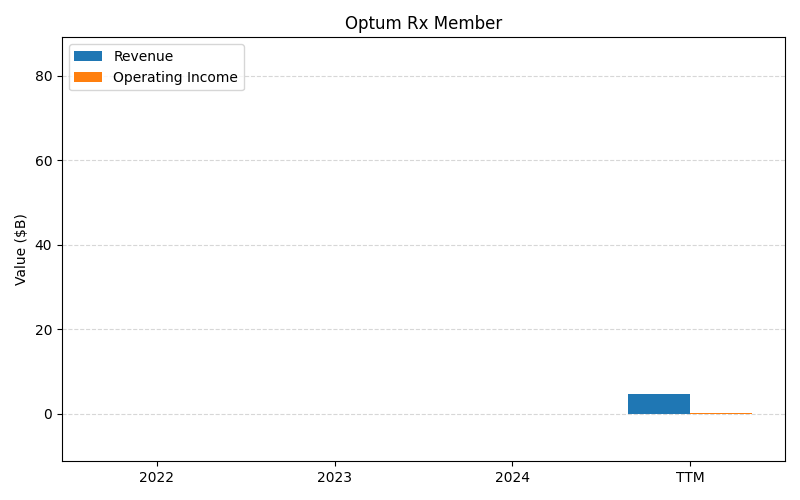 Optum Rx Member
Revenue
Operating Income
80
60
40
20
0
Value ($B)
2022
2023
2024
TTM